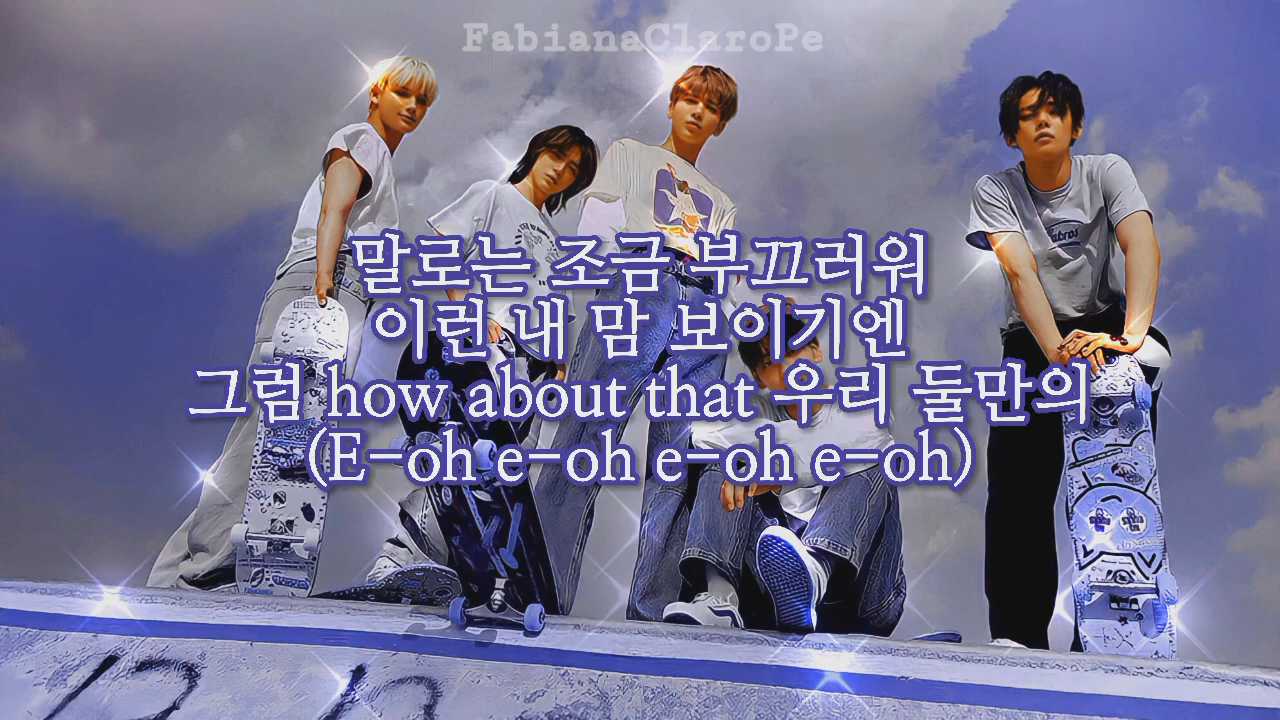 FabianaClaroPe
말로는 조금 부끄러워
이런 내 맘 보이기엔
그럼 how about that 우리 둘만의
(E-oh e-oh e-oh e-oh)